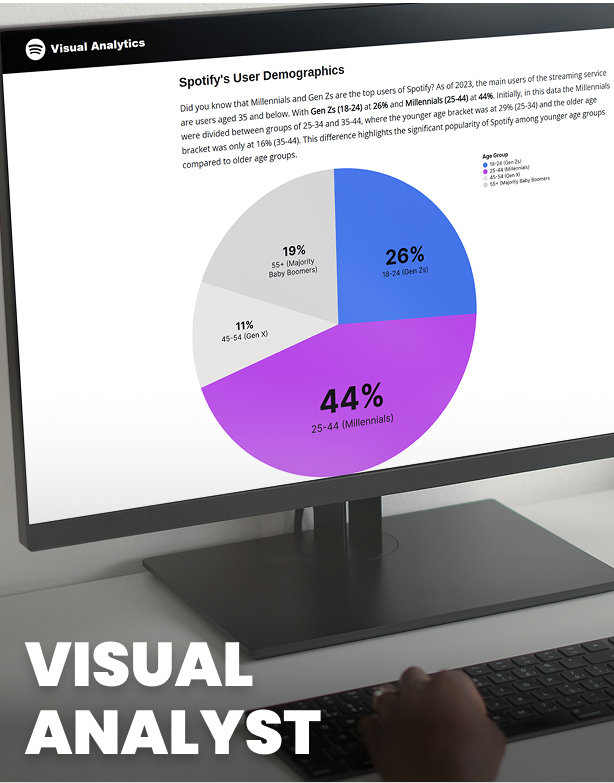 Visual Analytics
Spotify's User Demographics
Did you know that Millennials and Gen Zs are the top users of Spotify? As of 2023, the main users of the streaming service
are users aged 35 and below. With Gen Zs (18-24) at 26% and Millennials (25-44) at 44%. Initially, in this data the Millennials
were divided between groups of 25-34 and 35-44, where the younger age bracket was at 29% (25-34) and the older age
bracket was only at 16% (35-44). This difference highlights the significant popularity of Spotify among younger age groups
compared to older age groups.
Age Group
18-24 (Gen Zs)
25-44 (Millennials)
45-54 (Gen X)
55+ (Majority Baby Boomers
19%
55+ (Majority
Baby Boomers)
26%
18-24 (Gen Zs)
11%
45-54 (Gen X)
44%
25-44 (Millennials)
VISUAL
ANALYST